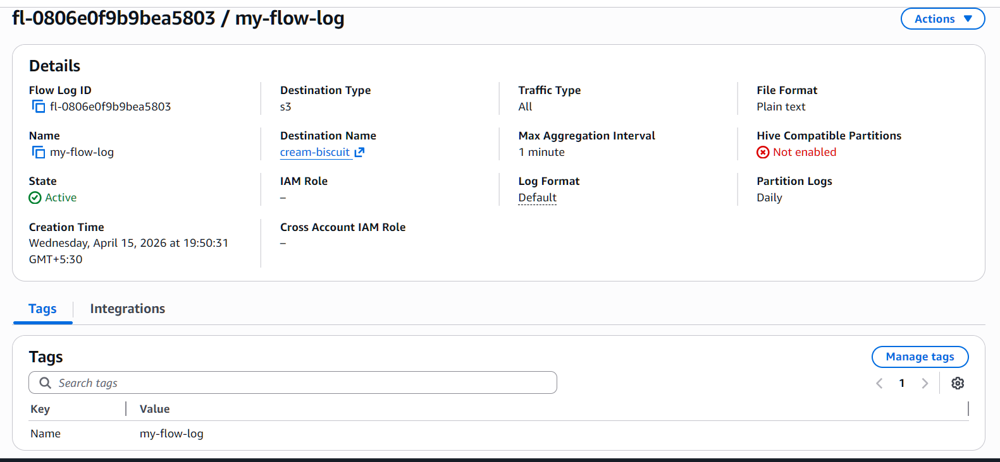 fl-0806e0f9b9bea5803 / my-flow-log
Actions
Details
Flow Log ID
fl-0806e0f9b9bea5803
Destination Type
s3
Traffic Type
All
File Format
Plain text
Name
my-flow-log
Destination Name
cream-biscuit
Max Aggregation Interval
1 minute
Hive Compatible Partitions
Not enabled
State
Active
IAM Role
–
Log Format
Default
Partition Logs
Daily
Creation Time
Wednesday, April 15, 2026 at 19:50:31
GMT+5:30
Cross Account IAM Role
–
Tags
Integrations
Tags
Manage tags
Search tags
1
Key
Value
Name
my-flow-log